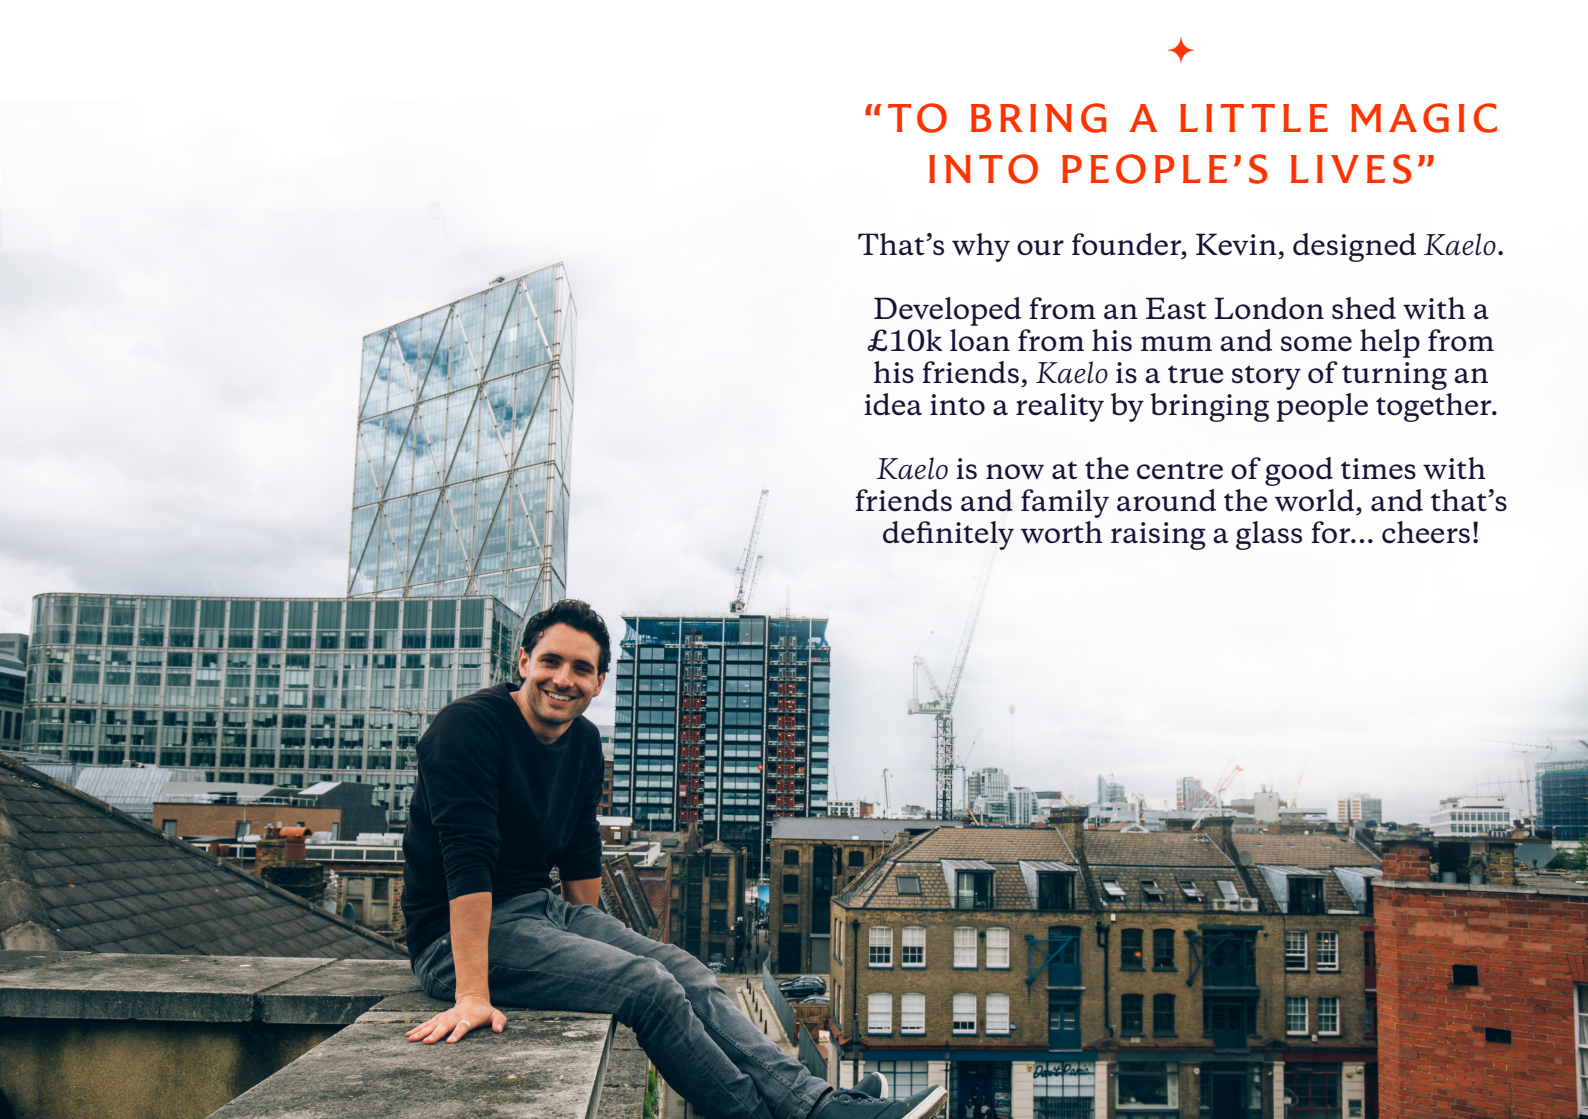 “TO BRING A LITTLE MAGIC
INTO PEOPLE’S LIVES”
That’s why our founder, Kevin, designed Kaelo.
Developed from an East London shed with a
£10k loan from his mum and some help from
his friends, Kaelo is a true story of turning an
idea into a reality by bringing people together.
Kaelo is now at the centre of good times with
friends and family around the world, and that’s
definitely worth raising a glass for... cheers!
Don't Panic